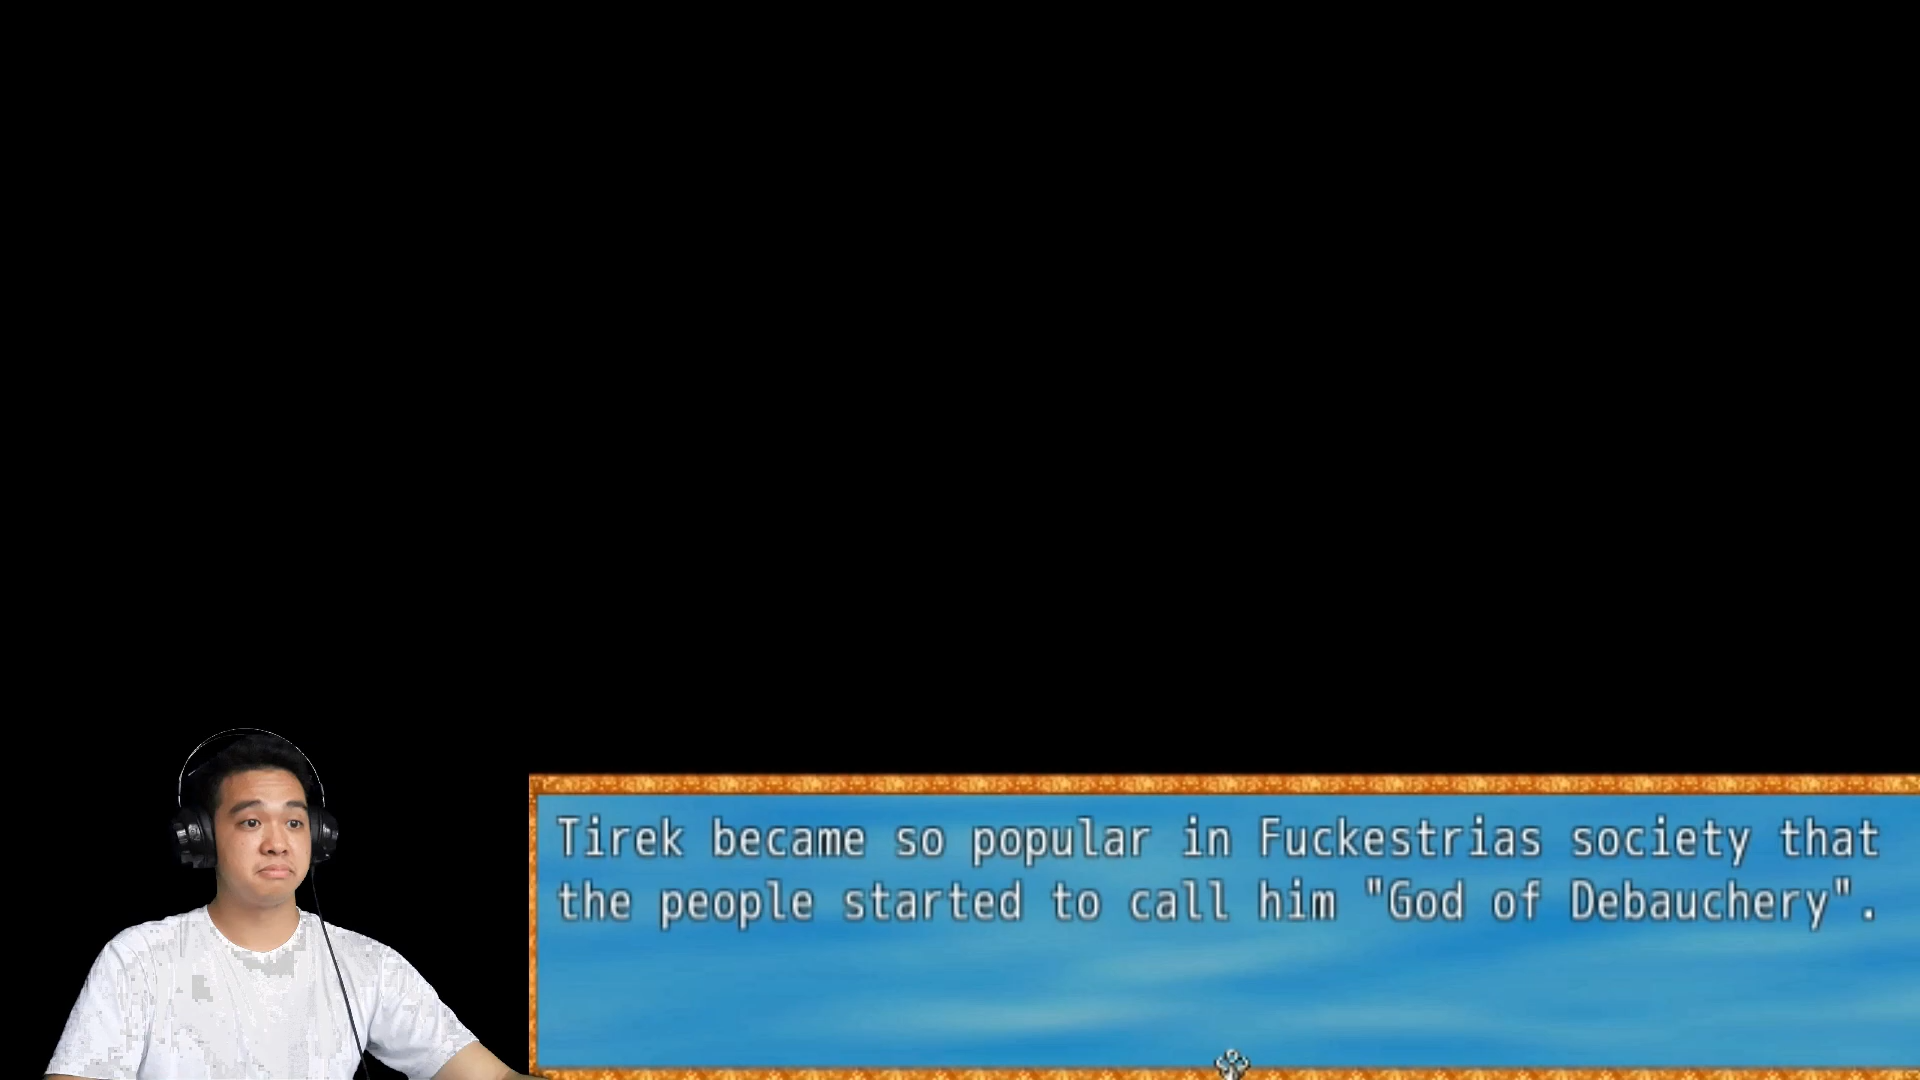 Tirek became so popular in Fuckestrias society that
the people started to call him "God of Debauchery".